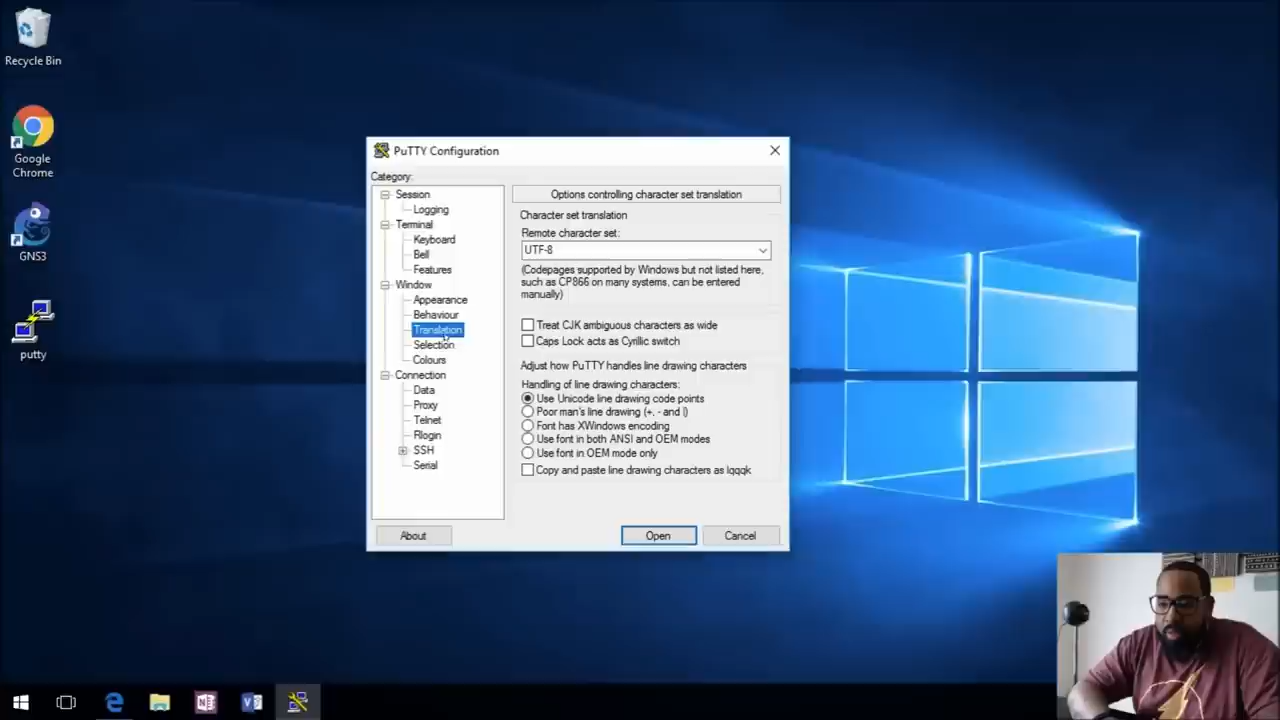 Recycle Bin
Google
Chrome
GNS3
putty
PuTTY Configuration
Category:
Session
Logging
Terminal
Keyboard
Bell
Features
Window
Appearance
Behaviour
Translation
Selection
Colours
Connection
Data
Proxy
Telnet
Rlogin
SSH
Serial
About
Options controlling character set translation
Character set translation
Remote character set:
UTF-8
(Codepages supported by Windows but not listed here,
such as CP866 on many systems, can be entered
manually)
Treat CJK ambiguous characters as wide
Caps Lock acts as Cyrillic switch
Adjust how PuTTY handles line drawing characters
Handling of line drawing characters:
Use Unicode line drawing code points
Poor man's line drawing (+, - and |)
Font has XWindows encoding
Use font in both ANSI and OEM modes
Use font in OEM mode only
Copy and paste line drawing characters as lqqqk
Open
Cancel